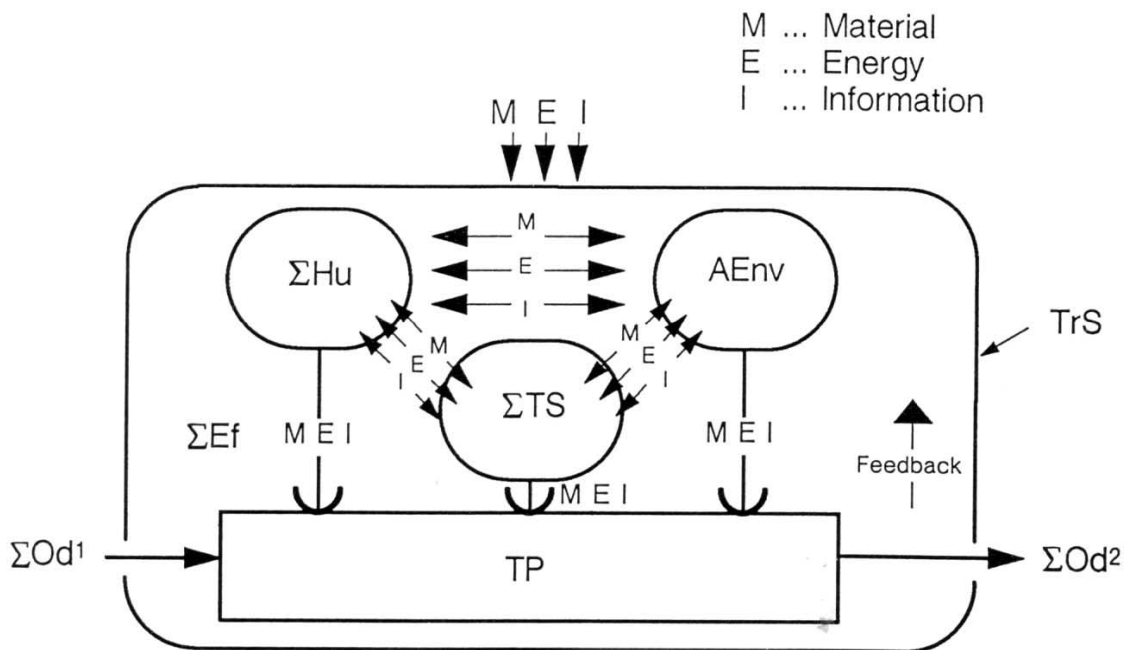 M ... Material
E ... Energy
I ... Information
M E I
M
E
I
ΣHu
AEnv
TrS
M
E
I
M
E
I
ΣTS
ΣEf
M E I
M E I
M E I
Feedback
ΣOd¹
TP
ΣOd²